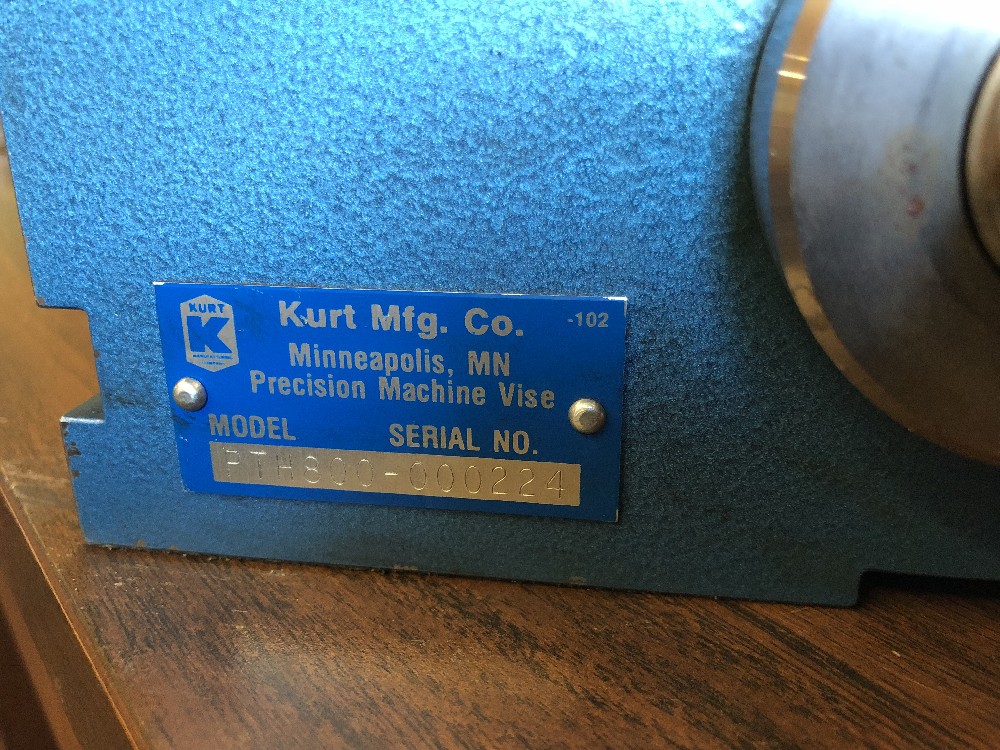 KURT
K
Kurt Mfg. Co. -102
Minneapolis, MN
Precision Machine Vise
MODEL SERIAL NO.
PTH800-000224